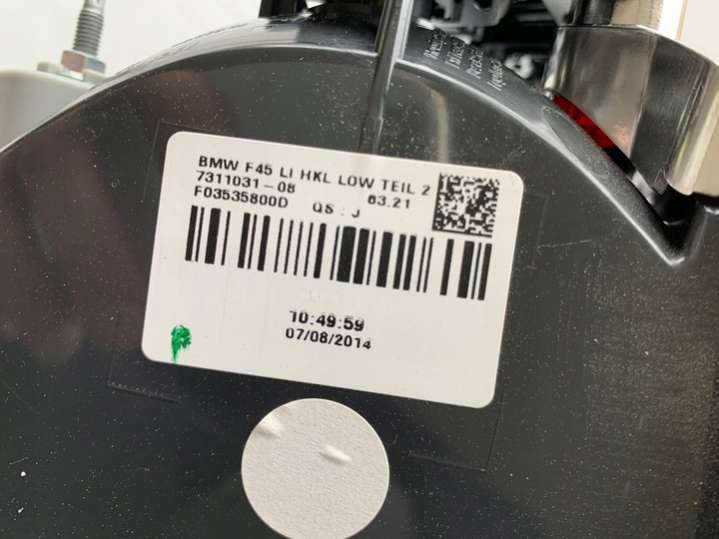 BMW F45 LI HKL LOW TEIL 2
7311031-08 63.21
F03535800D QS : J
10:49:59
07/08/2014